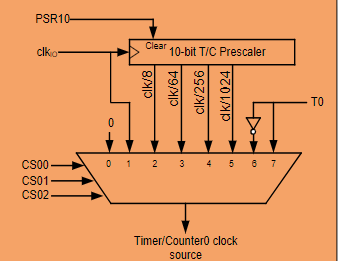 PSR10
Clear
clkI/O
10-bit T/C Prescaler
clk/8
clk/64
clk/256
clk/1024
T0
0
0 1 2 3 4 5 6 7
CS00
CS01
CS02
Timer/Counter0 clock
source